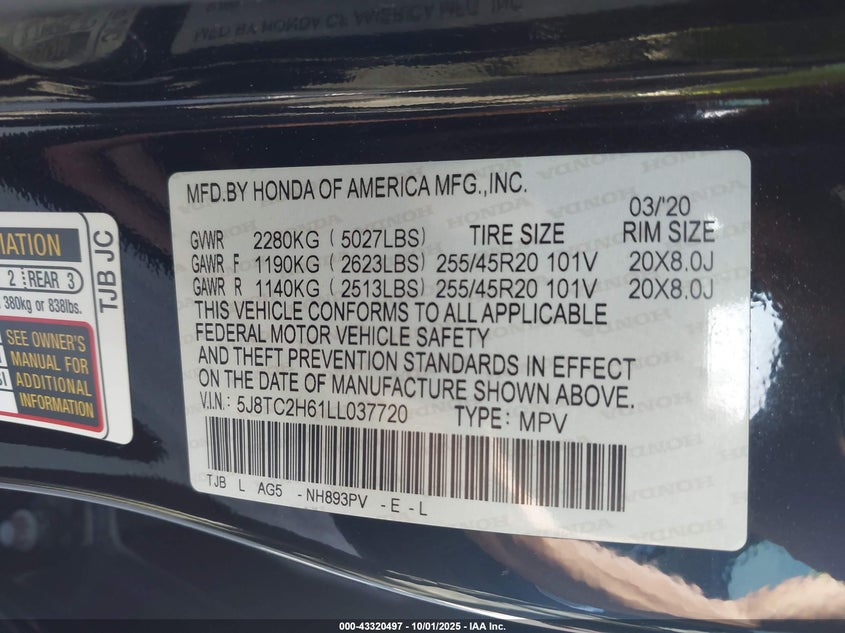 MFD.BY HONDA OF AMERICA MFG.,INC.
03/'20
GVWR 2280KG (5027LBS) TIRE SIZE RIM SIZE
GAWR F 1190KG (2623LBS) 255/45R20 101V 20X8.0J
GAWR R 1140KG (2513LBS) 255/45R20 101V 20X8.0J
THIS VEHICLE CONFORMS TO ALL APPLICABLE
FEDERAL MOTOR VEHICLE SAFETY
AND THEFT PREVENTION STANDARDS IN EFFECT
ON THE DATE OF MANUFACTURE SHOWN ABOVE.
V.I.N.: 5J8TC2H61LL037720 TYPE: MPV
TJB L AG5 -NH893PV -E-L
2 REAR 3
380kg or 838lbs.
SEE OWNER'S
MANUAL FOR
ADDITIONAL
INFORMATION
TJB JC
000-43320497 - 10/01/2025 - IAA Inc.